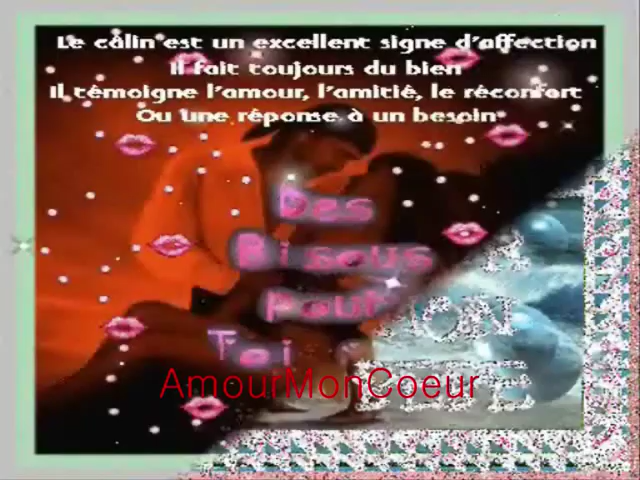 Le câlin est un excellent signe d'affection
Il fait toujours du bien
Il témoigne l'amour, l'amitié, le réconfort
Ou une réponse à un besoin
Des
Bisous
Pour
Toi
MON
AmourMonCoeur